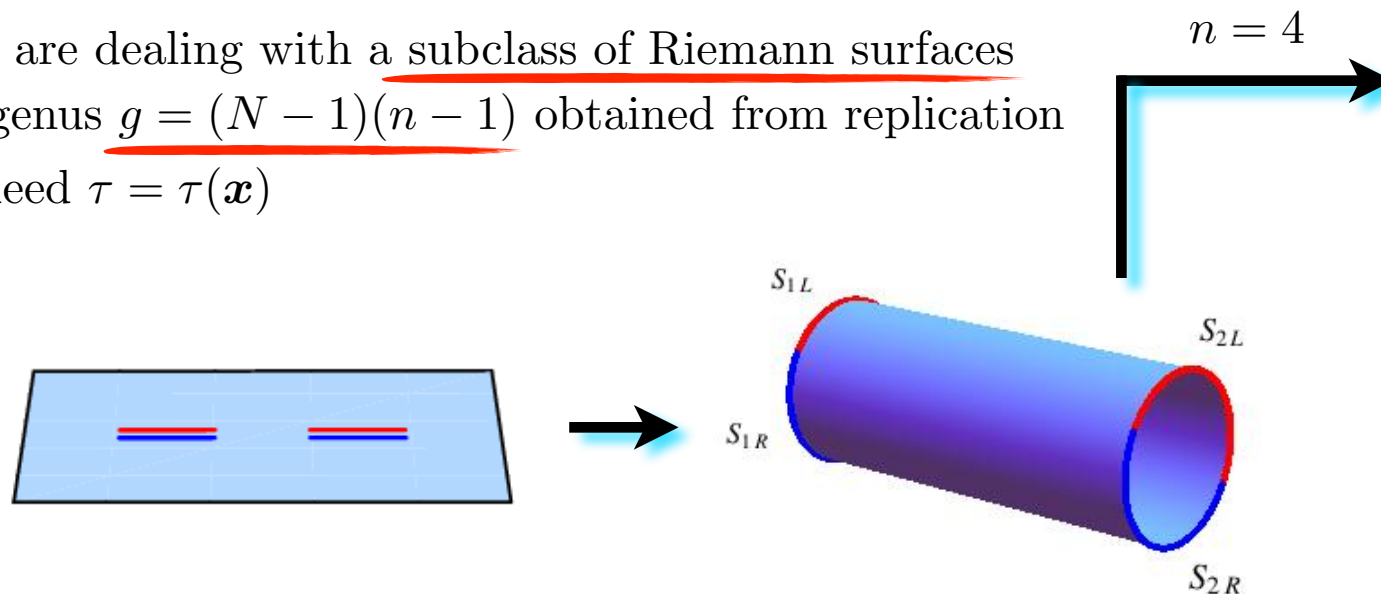 are dealing with a subclass of Riemann surfaces
genus g = (N − 1)(n − 1) obtained from replication
τ = τ(x)
n = 4
S1L
S2L
S1R
S2R